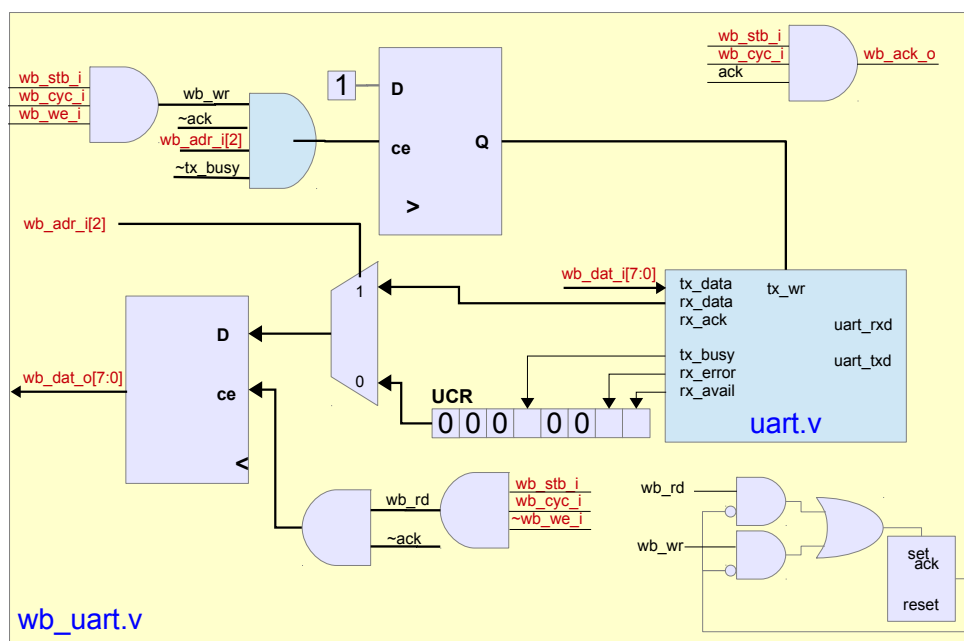 wb_stb_i
wb_cyc_i
wb_we_i
wb_wr
~ack
wb_adr_i[2]
~tx_busy
1
D
ce
Q
>
wb_stb_i
wb_cyc_i
ack
wb_ack_o
wb_adr_i[2]
1
0
wb_dat_i[7:0]
tx_data
rx_data
rx_ack
tx_wr
uart_rxd
uart_txd
tx_busy
rx_error
rx_avail
uart.v
D
ce
<
wb_dat_o[7:0]
UCR
0 0 0 0 0
wb_rd
~ack
wb_stb_i
wb_cyc_i
~wb_we_i
wb_rd
wb_wr
set
ack
reset
wb_uart.v